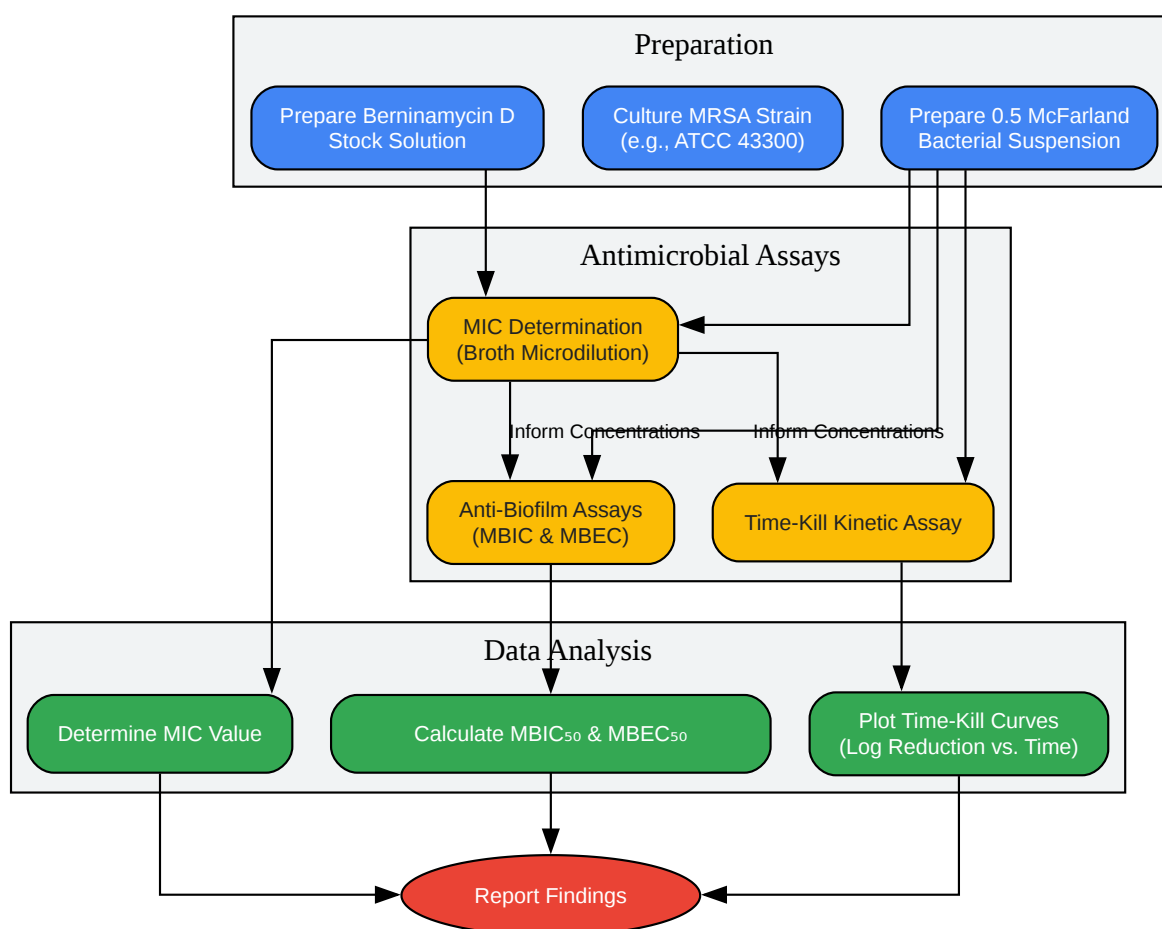 Preparation
Prepare Berninamycin D
Stock Solution
Culture MRSA Strain
(e.g., ATCC 43300)
Prepare 0.5 McFarland
Bacterial Suspension
Antimicrobial Assays
MIC Determination
(Broth Microdilution)
Inform Concentrations
Inform Concentrations
Anti-Biofilm Assays
(MBIC & MBEC)
Time-Kill Kinetic Assay
Data Analysis
Determine MIC Value
Calculate MBIC₅₀ & MBEC₅₀
Plot Time-Kill Curves
(Log Reduction vs. Time)
Report Findings